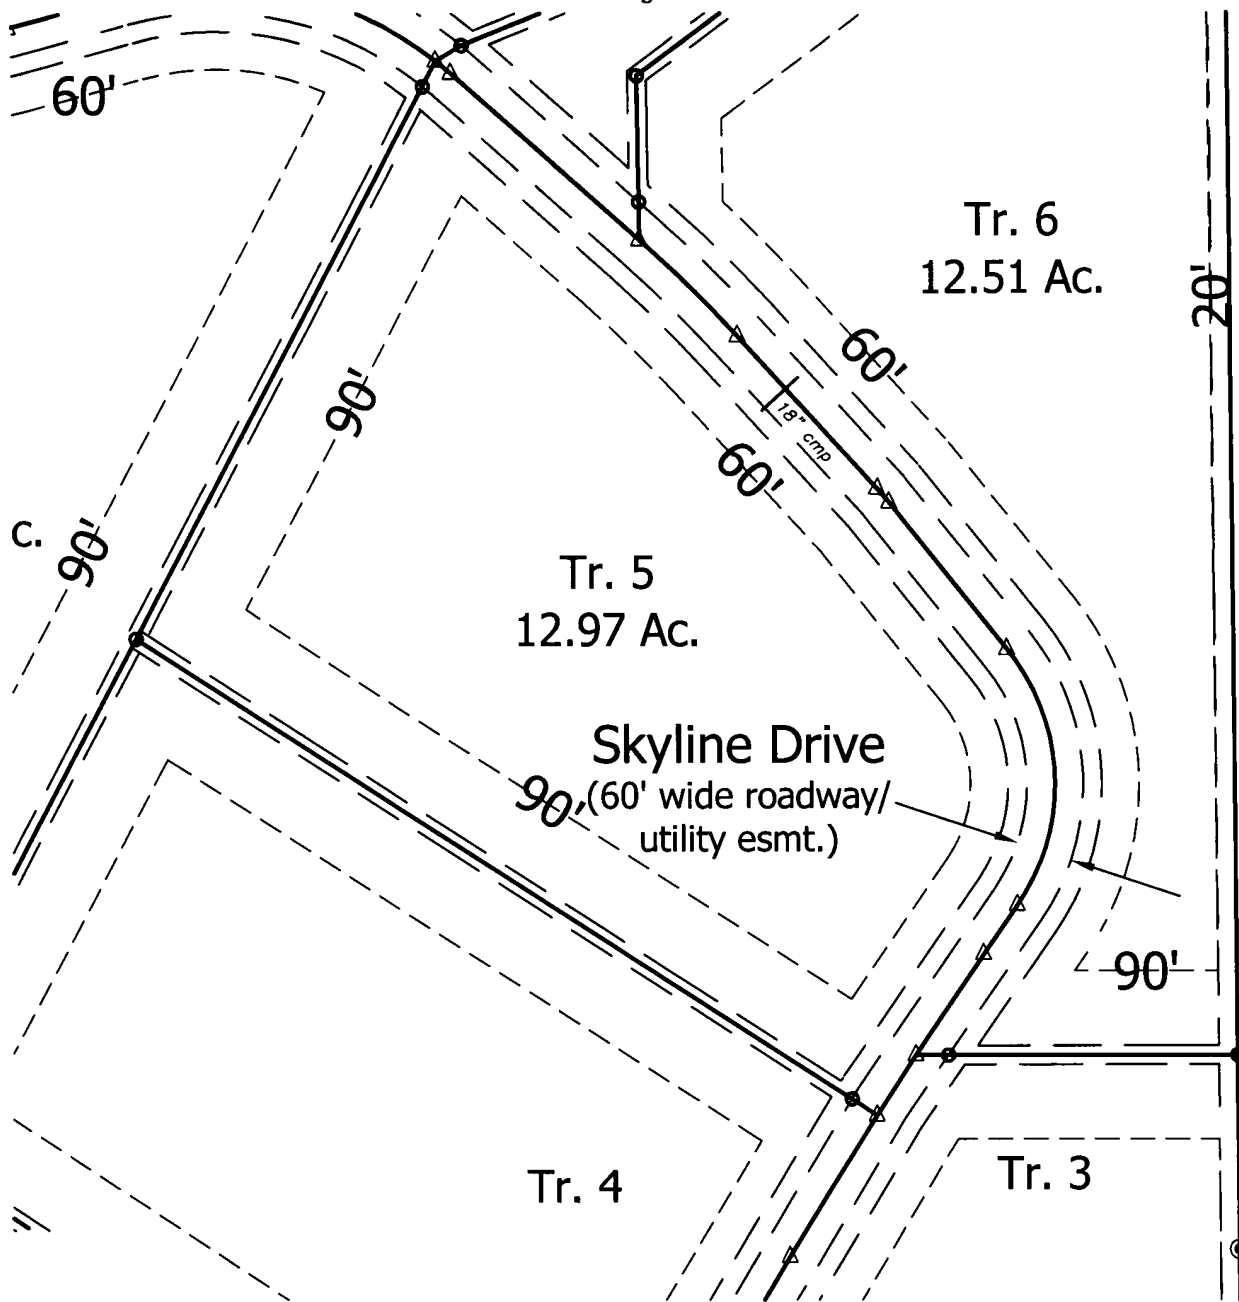 60'
Tr. 6
12.51 Ac.
20'
60'
90'
18" cmp
60'
c.
90'
Tr. 5
12.97 Ac.
Skyline Drive
90'
(60' wide roadway/
utility esmt.)
90'
Tr. 4
Tr. 3